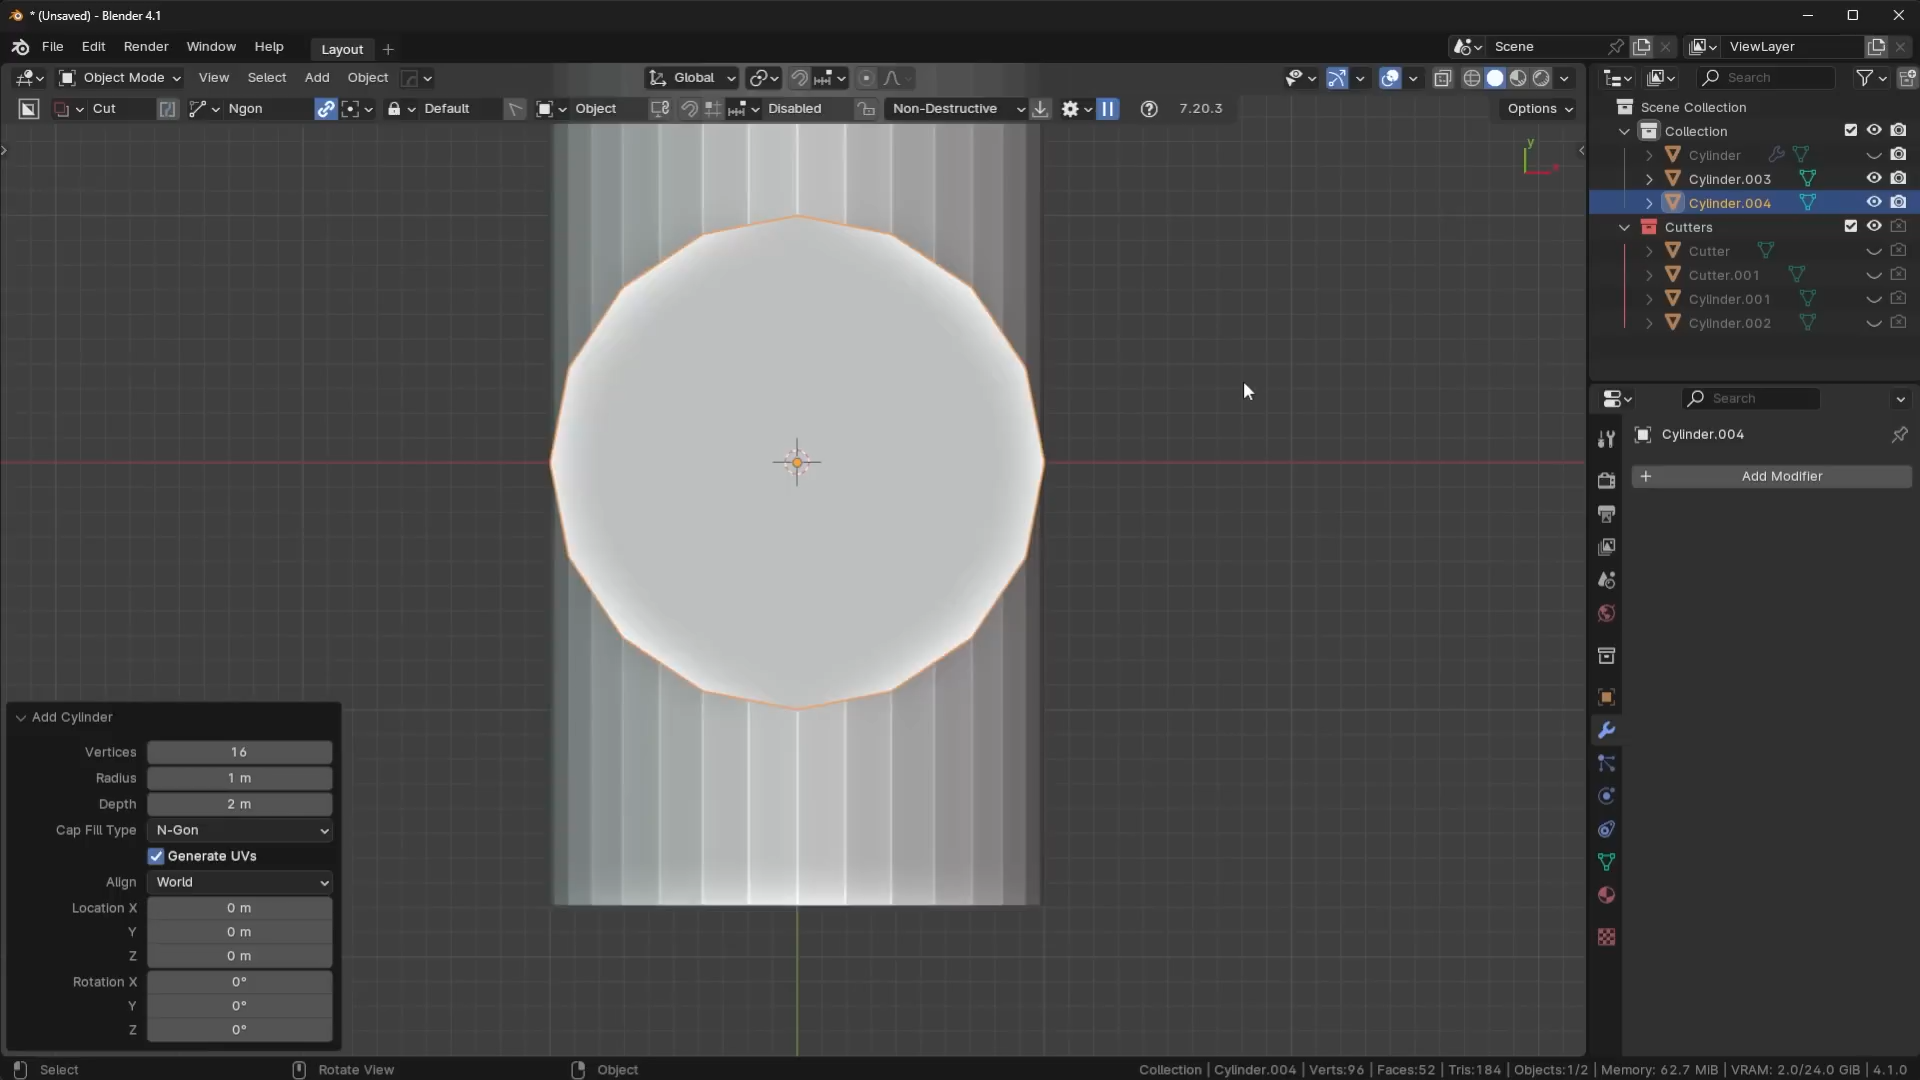 * (Unsaved) - Blender 4.1
File Edit Render Window Help Layout Scene ViewLayer
Object Mode View Select Add Object Global Search
Cut Ngon Default Object Disabled Non-Destructive 7.20.3 Options
Scene Collection
Collection
Cylinder
Cylinder.003
Cylinder.004
Cutters
Cutter
Cutter.001
Cylinder.001
Cylinder.002
y
Search
Cylinder.004
Add Modifier
Add Cylinder
Vertices 16
Radius 1 m
Depth 2 m
Cap Fill Type N-Gon
Generate UVs
Align World
Location X 0 m
Y 0 m
Z 0 m
Rotation X 0°
Y 0°
Z 0°
Select Rotate View Object Collection | Cylinder.004 | Verts:96 | Faces:52 | Tris:184 | Objects:1/2 | Memory: 62.7 MiB | VRAM: 2.0/24.0 GiB | 4.1.0